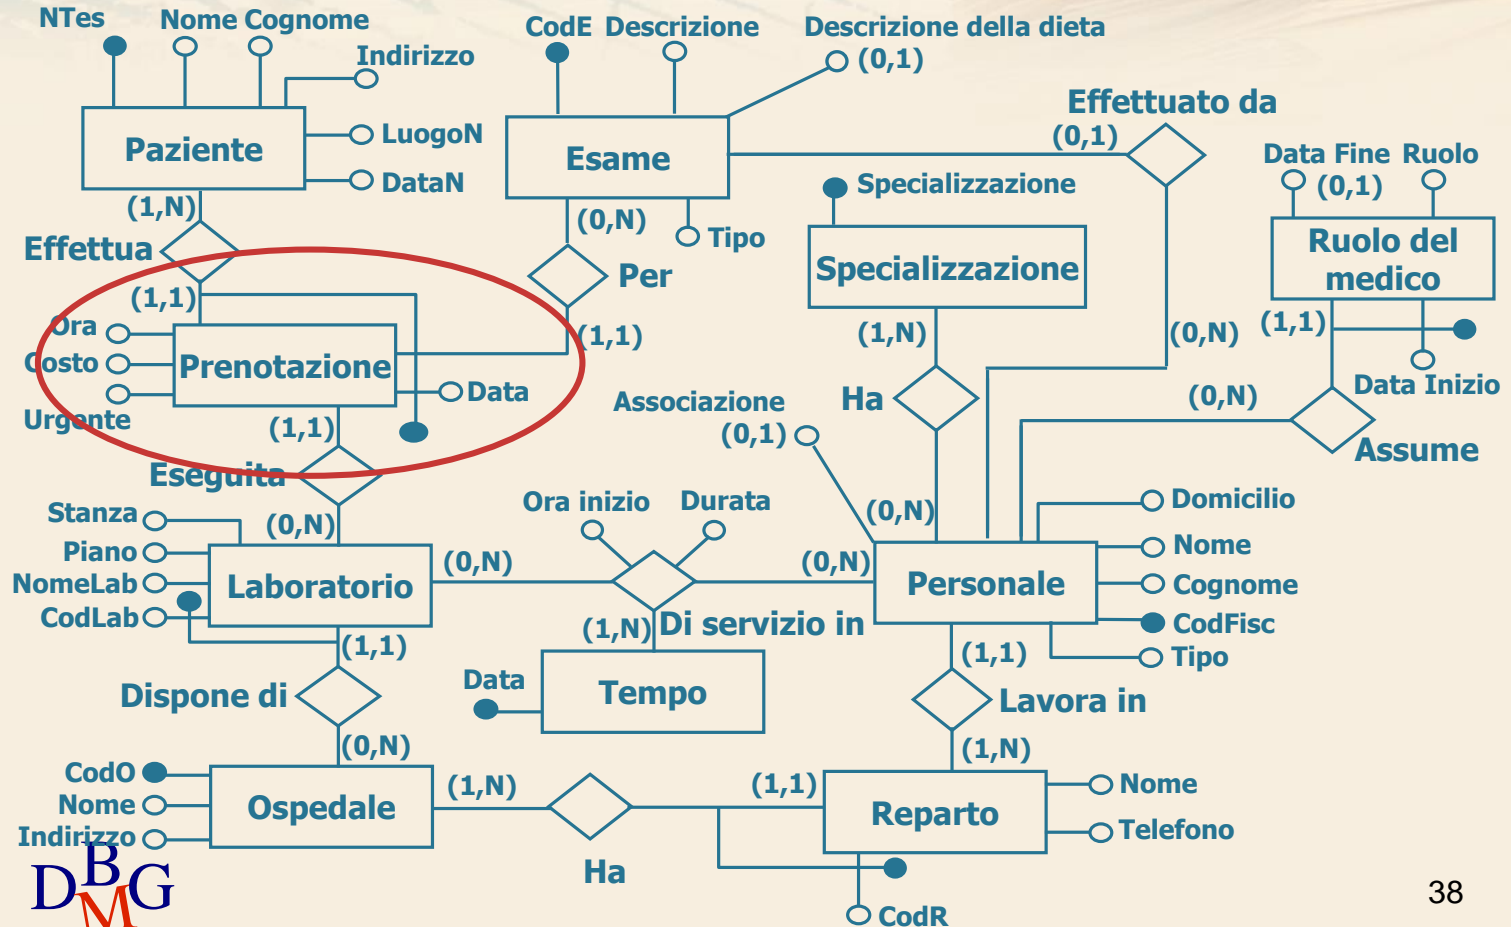 NTes
Nome Cognome
Indirizzo
Paziente
LuogoN
DataN
(1,N)
Effettua
(1,1)
CodE Descrizione
Descrizione della dieta
(0,1)
Esame
(0,N)
Tipo
Per
(1,1)
Effettuato da
(0,1)
(0,N)
Specializzazione
Specializzazione
(1,N)
Ha
(0,N)
Data Fine Ruolo
(0,1)
Ruolo del
medico
(1,1)
Data Inizio
(0,N)
Assume
Ora
Costo
Urgente
Prenotazione
Data
(1,1)
Eseguita
(0,N)
Associazione
(0,1)
Stanza
Piano
NomeLab
CodLab
Laboratorio
(0,N)
Ora inizio
Durata
(0,N)
Di servizio in
(1,N)
Data
Tempo
Personale
Domicilio
Nome
Cognome
CodFisc
Tipo
(1,1)
Lavora in
(1,N)
(1,1)
Dispone di
(0,N)
CodO
Nome
Indirizzo
Ospedale
(1,N)
Ha
(1,1)
Reparto
Nome
Telefono
CodR
DBMG
38